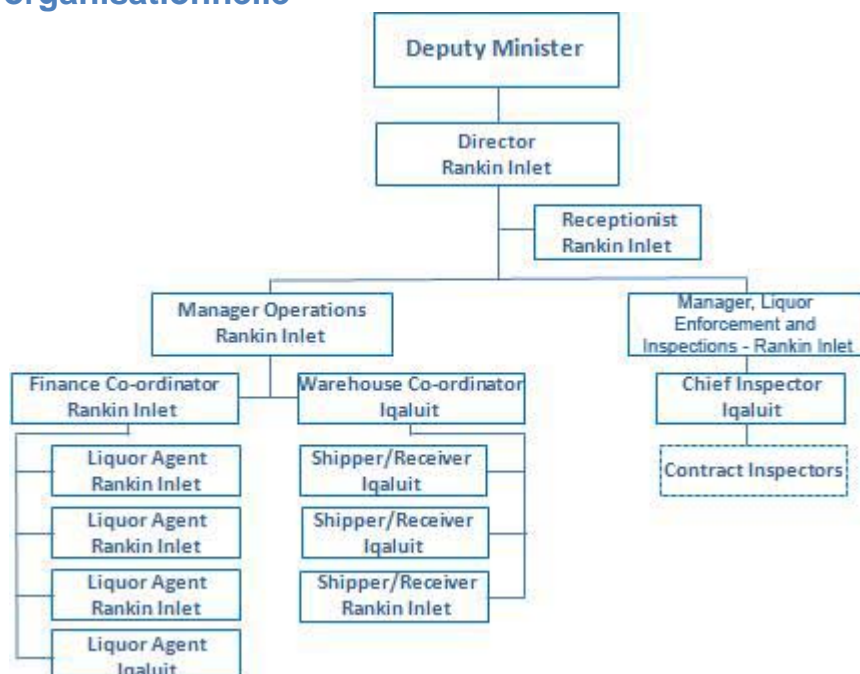 organisationnelle
Deputy Minister
Director
Rankin Inlet
Receptionist
Rankin Inlet
Manager Operations
Rankin Inlet
Manager, Liquor
Enforcement and
Inspections - Rankin Inlet
Finance Co-ordinator
Rankin Inlet
Warehouse Co-ordinator
Iqaluit
Chief Inspector
Iqaluit
Liquor Agent
Rankin Inlet
Shipper/Receiver
Iqaluit
Contract Inspectors
Liquor Agent
Rankin Inlet
Shipper/Receiver
Iqaluit
Liquor Agent
Rankin Inlet
Shipper/Receiver
Rankin Inlet
Liquor Agent
Iqaluit